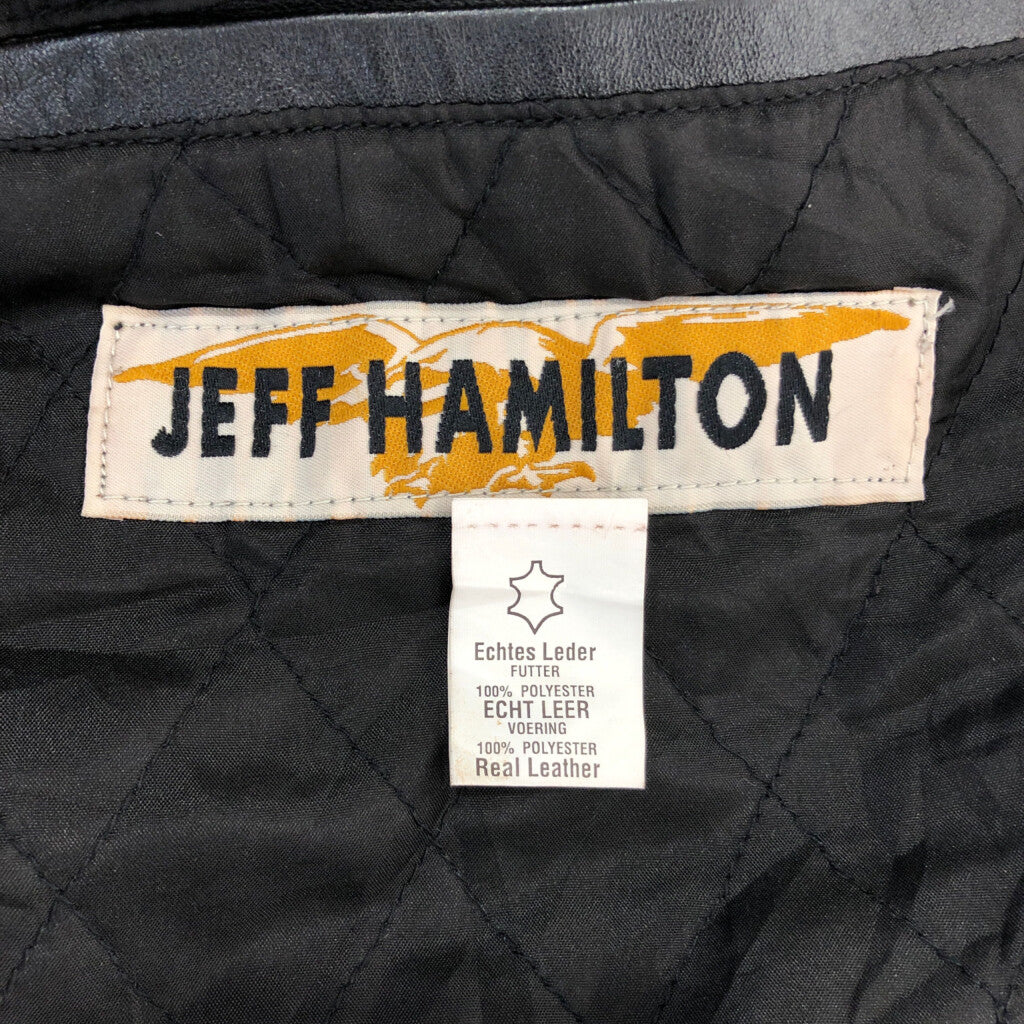 JEFF HAMILTON
Echtes Leder
FUTTER
100% POLYESTER
ECHT LEER
VOERING
100% POLYESTER
Real Leather